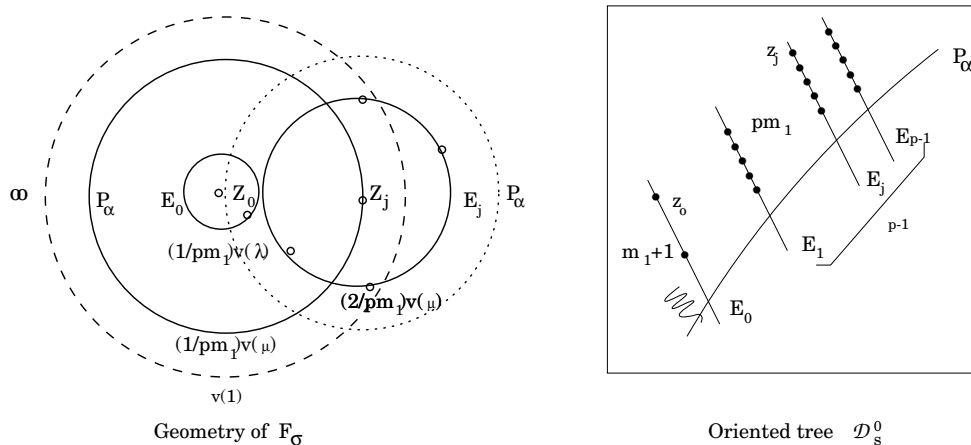 ∞
P_α
E_0
Z_0
Z_j
E_j
P_α
(1/pm_1)v(λ)
(2/pm_1)v(μ)
(1/pm_1)v(μ)
v(1)
Geometry of F_σ
z_j
P_α
pm_1
E_{p-1}
E_j
z_o
p-1
E_1
m_1+1
E_0
Oriented tree 𝒟_s^0